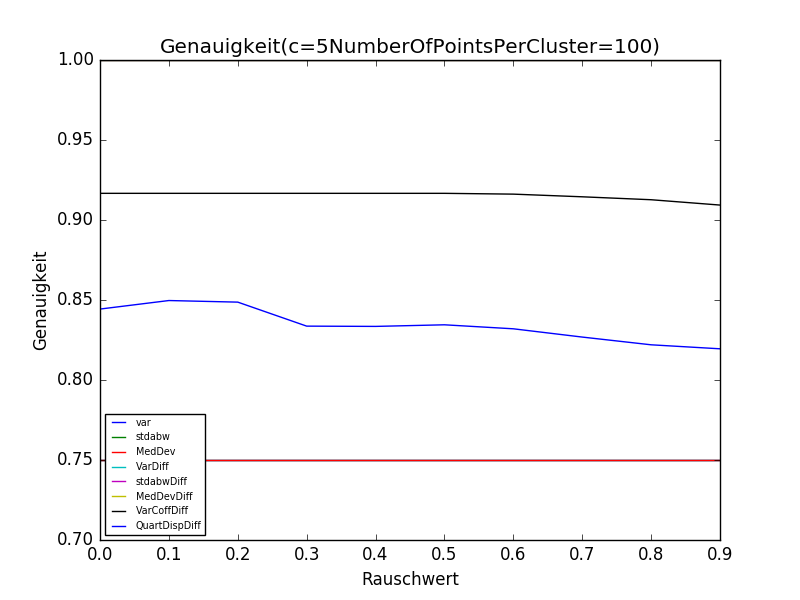 Genauigkeit(c=5NumberOfPointsPerCluster=100)
1.00
0.95
0.90
0.85
0.80
0.75
0.70
Genauigkeit
var
stdabw
MedDev
VarDiff
stdabwDiff
MedDevDiff
VarCoffDiff
QuartDispDiff
0.0 0.1 0.2 0.3 0.4 0.5 0.6 0.7 0.8 0.9
Rauschwert